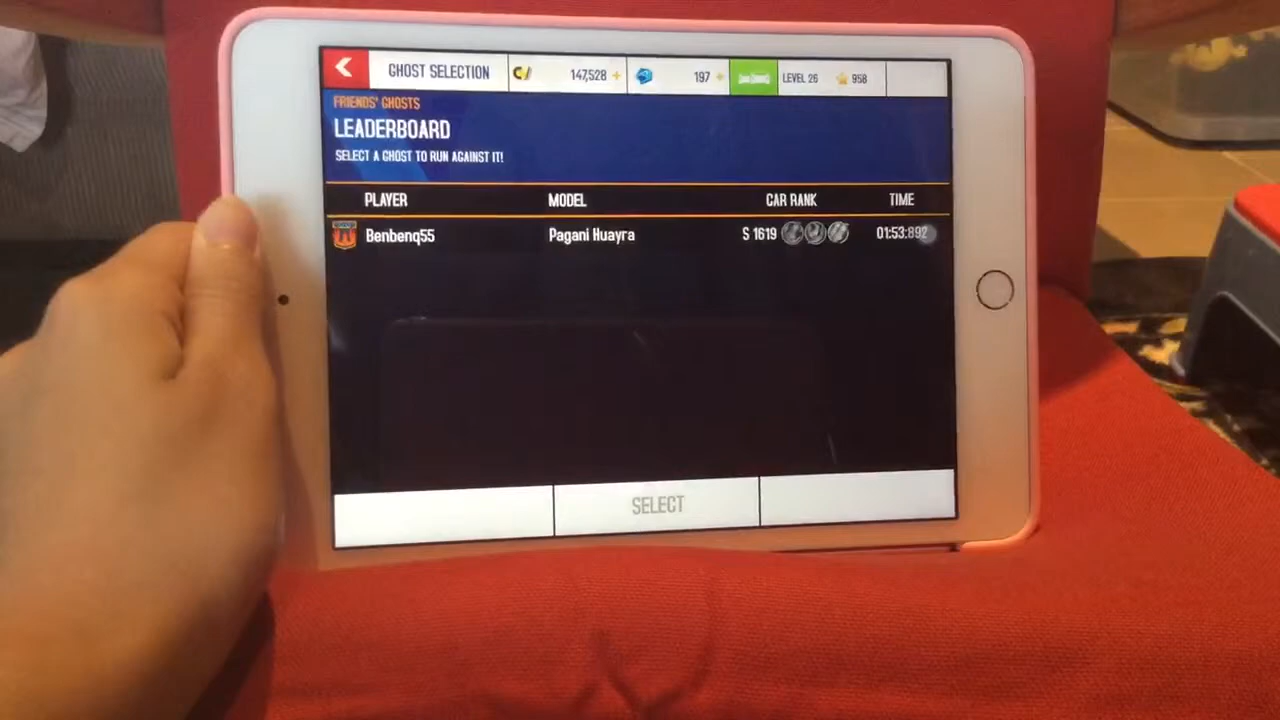 GHOST SELECTION 147,528 + 197 + LEVEL 26 958
FRIENDS' GHOSTS
LEADERBOARD
SELECT A GHOST TO RUN AGAINST IT!
PLAYER MODEL CAR RANK TIME
Benbenq55 Pagani Huayra S 1619 01:53:892
SELECT